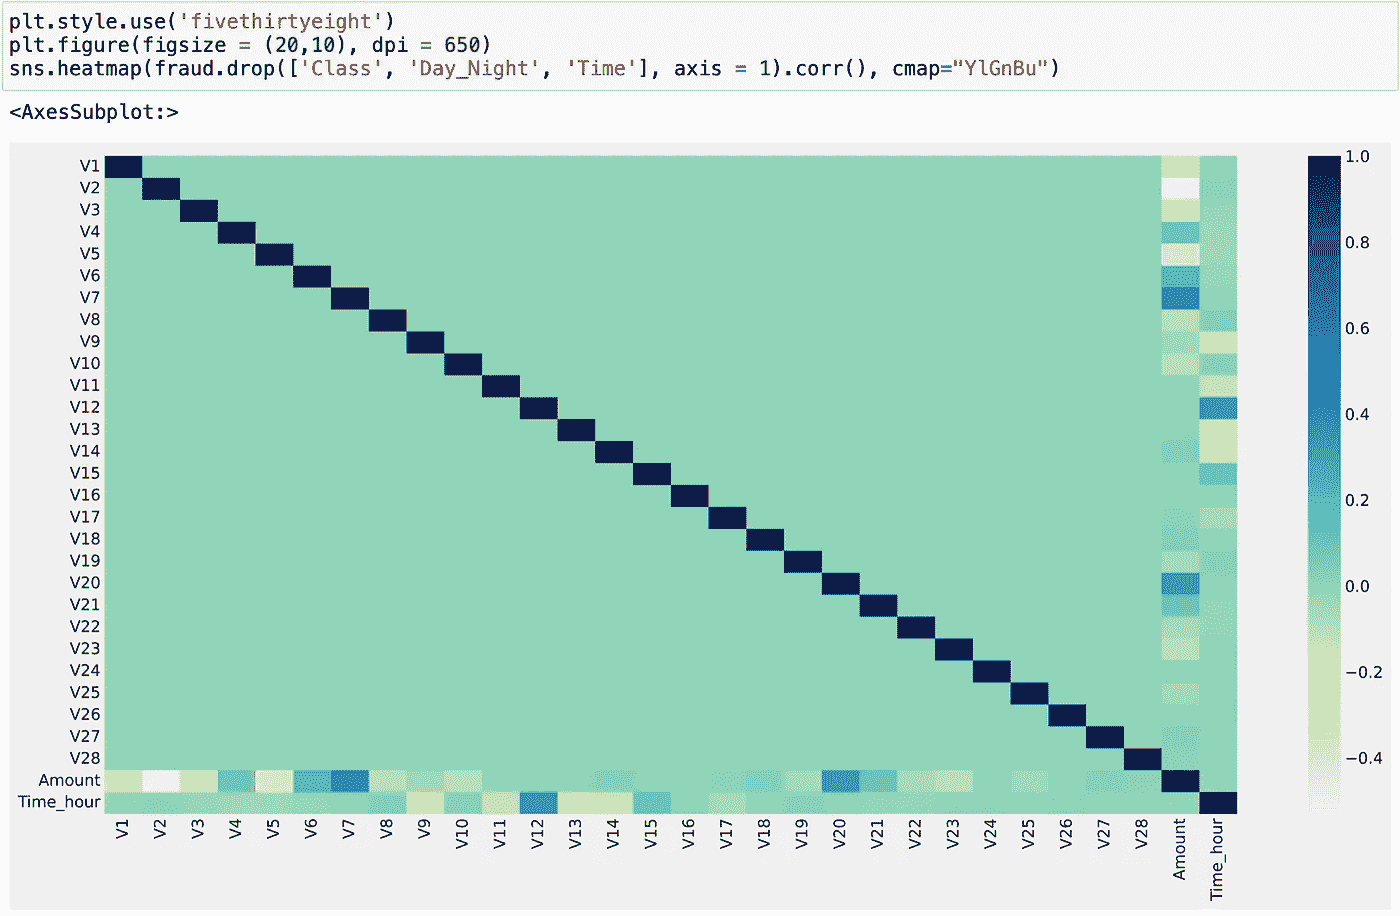 plt.style.use('fivethirtyeight')
plt.figure(figsize = (20,10), dpi = 650)
sns.heatmap(fraud.drop(['Class', 'Day_Night', 'Time'], axis = 1).corr(), cmap="YlGnBu")
<AxesSubplot:>
V1
V2
V3
V4
V5
V6
V7
V8
V9
V10
V11
V12
V13
V14
V15
V16
V17
V18
V19
V20
V21
V22
V23
V24
V25
V26
V27
V28
Amount
Time_hour
V1 V2 V3 V4 V5 V6 V7 V8 V9 V10 V11 V12 V13 V14 V15 V16 V17 V18 V19 V20 V21 V22 V23 V24 V25 V26 V27 V28 Amount Time_hour
1.0
0.8
0.6
0.4
0.2
0.0
−0.2
−0.4